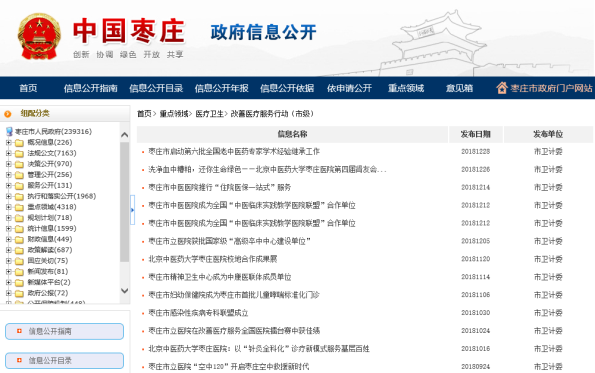 中国枣庄 政府信息公开
创新 协调 绿色 开放 共享
首页 信息公开指南 信息公开目录 信息公开年报 信息公开依据 依申请公开 重点领域 意见箱 枣庄市政府门户网站
细配分类
首页> 重点领域> 医疗卫生> 改善医疗服务行动（市级）
枣庄市人民政府(239316)
概况信息(226)
法规公文(7163)
决策公开(970)
管理公开(256)
服务公开(131)
执行和落实公开(1968)
重点领域(4318)
规划计划(718)
统计信息(1599)
财政信息(449)
政策解读(687)
回应关切(75)
新闻发布(81)
新媒体平台(2)
政府公报(72)
信息公开指南
信息公开目录
信息名称 发布日期 发布单位
枣庄市启动第六批全国老中医药专家学术经验继承工作 20181228 市卫计委
洗净血中糟粕，还你生命绿色－－北京中医药大学枣庄医院第四届肾友会... 20181226 市卫计委
枣庄市中医医院推行“住院医保一站式”服务 20181214 市卫计委
枣庄市中医医院成为全国“中医临床实践教学医院联盟”合作单位 20181212 市卫计委
枣庄市中医医院成为全国“中医临床实践教学医院联盟”合作单位 20181212 市卫计委
枣庄市立医院获批国家级“高级卒中中心建设单位” 20181205 市卫计委
北京中医药大学枣庄医院校地合作成果展 20181120 市卫计委
枣庄市精神卫生中心成为中康医联体成员单位 20181114 市卫计委
枣庄市妇幼保健院成为枣庄市首批儿童哮喘标准化门诊 20181106 市卫计委
枣庄市感染性疾病专科联盟成立 20181030 市卫计委
枣庄市立医院在改善医疗服务全国医院擂台赛中获佳绩 20181024 市卫计委
北京中医药大学枣庄医院：以“针灸全科化”诊疗新模式服务基层百姓 20181016 市卫计委
枣庄市立医院“空中120”开启枣庄空中救援新时代 20180924 市卫计委